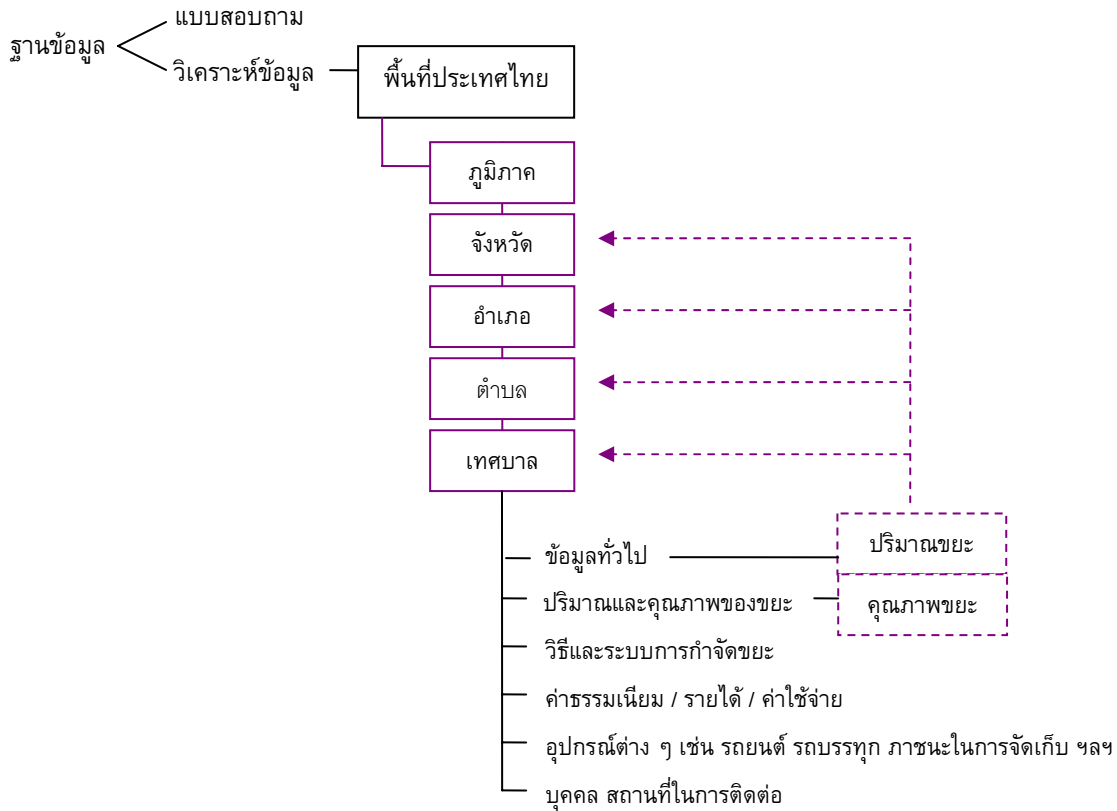 แบบสอบถาม
ฐานข้อมูล
วิเคราะห์ข้อมูล
พื้นที่ประเทศไทย
ภูมิภาค
จังหวัด
อำเภอ
ตำบล
เทศบาล
ข้อมูลทั่วไป
ปริมาณขยะ
ปริมาณและคุณภาพของขยะ
คุณภาพขยะ
วิธีและระบบการกำจัดขยะ
ค่าธรรมเนียม / รายได้ / ค่าใช้จ่าย
อุปกรณ์ต่าง ๆ เช่น รถยนต์ รถบรรทุก ภาชนะในการจัดเก็บ ฯลฯ
บุคคล สถานที่ในการติดต่อ